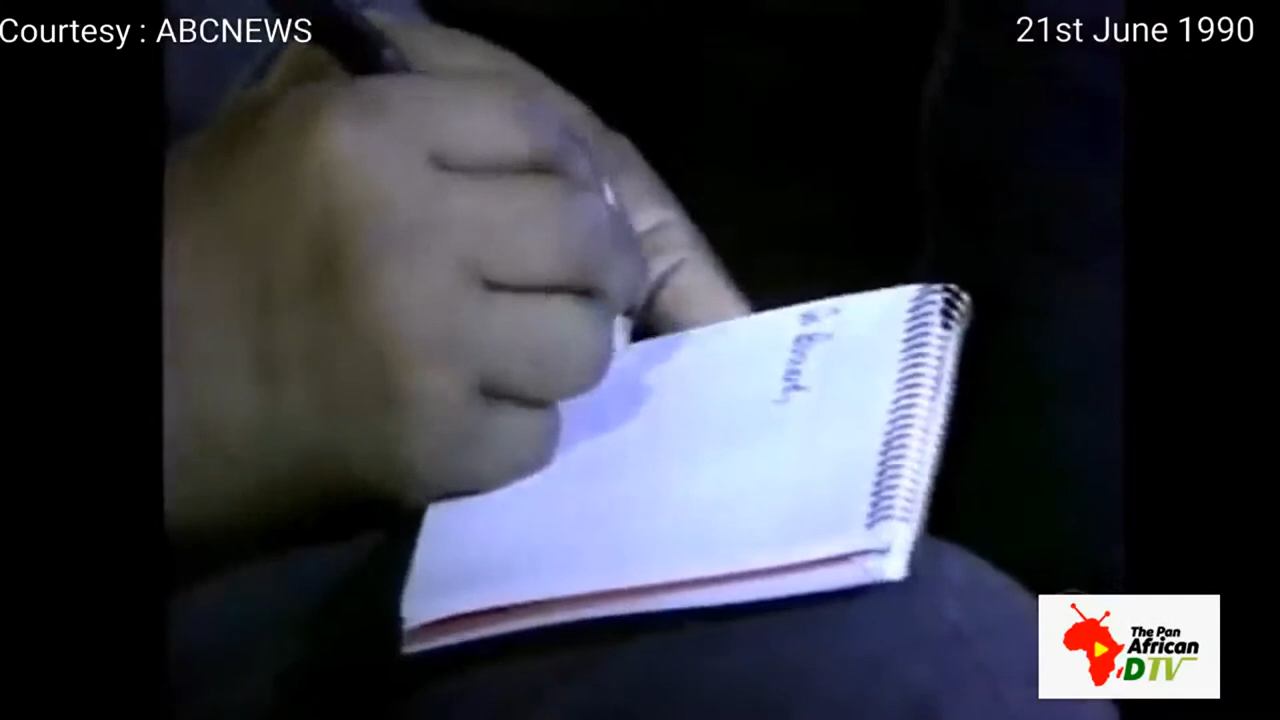 Courtesy : ABCNEWS
21st June 1990
The Pan
African
DTV